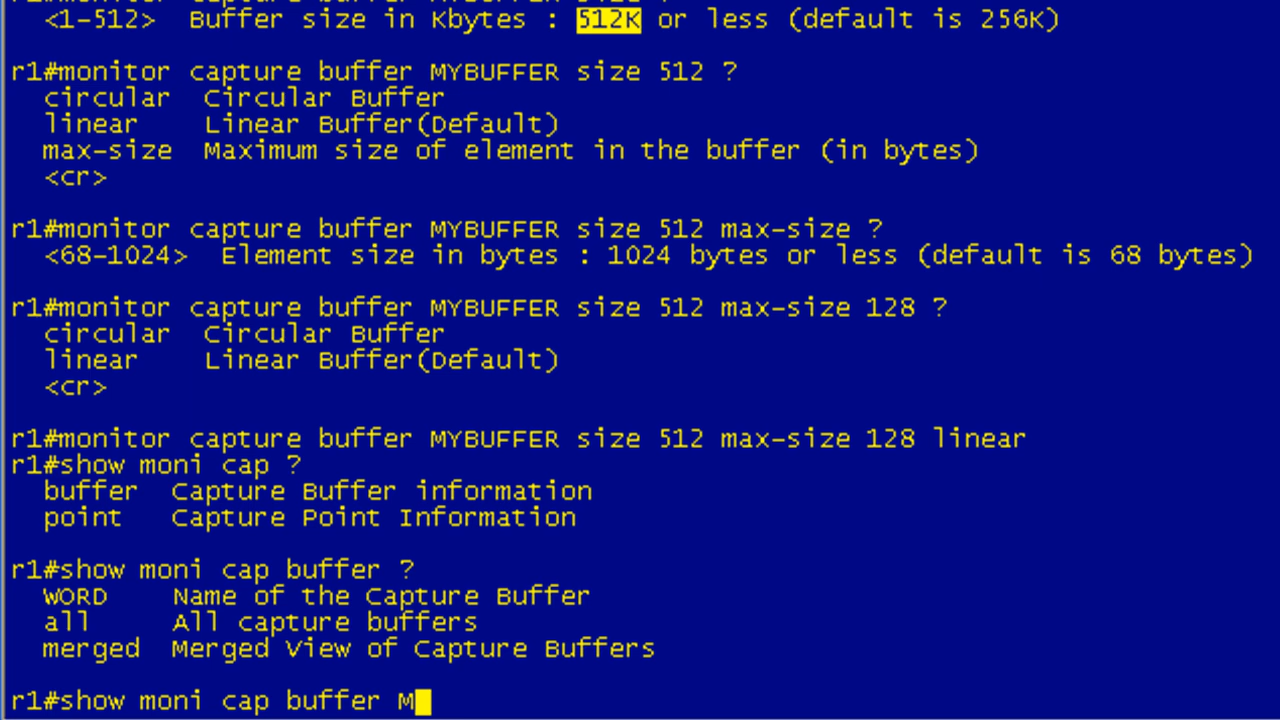 <1-512>  Buffer size in Kbytes : 512K or less (default is 256K)
r1#monitor capture buffer MYBUFFER size 512 ?
circular  Circular Buffer
linear    Linear Buffer(Default)
max-size  Maximum size of element in the buffer (in bytes)
<cr>
r1#monitor capture buffer MYBUFFER size 512 max-size ?
<68-1024>  Element size in bytes : 1024 bytes or less (default is 68 bytes)
r1#monitor capture buffer MYBUFFER size 512 max-size 128 ?
circular  Circular Buffer
linear    Linear Buffer(Default)
<cr>
r1#monitor capture buffer MYBUFFER size 512 max-size 128 linear
r1#show moni cap ?
buffer  Capture Buffer information
point   Capture Point Information
r1#show moni cap buffer ?
WORD    Name of the Capture Buffer
all     All capture buffers
merged  Merged View of Capture Buffers
r1#show moni cap buffer M